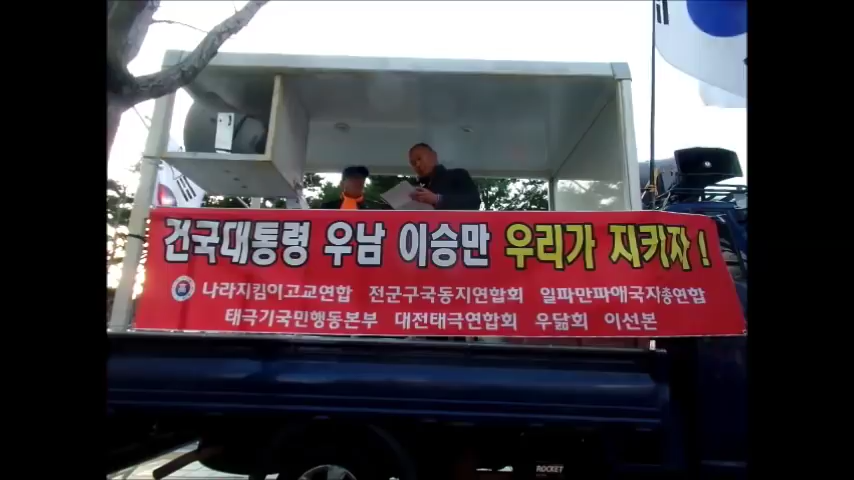 건국대통령 우남 이승만 우리가 지키자!
나라지킴이고교연합 전군구국동지연합회 일파만파애국자총연합
태극기국민행동본부 대전태극연합회 우닮회 이선본
ROCKET